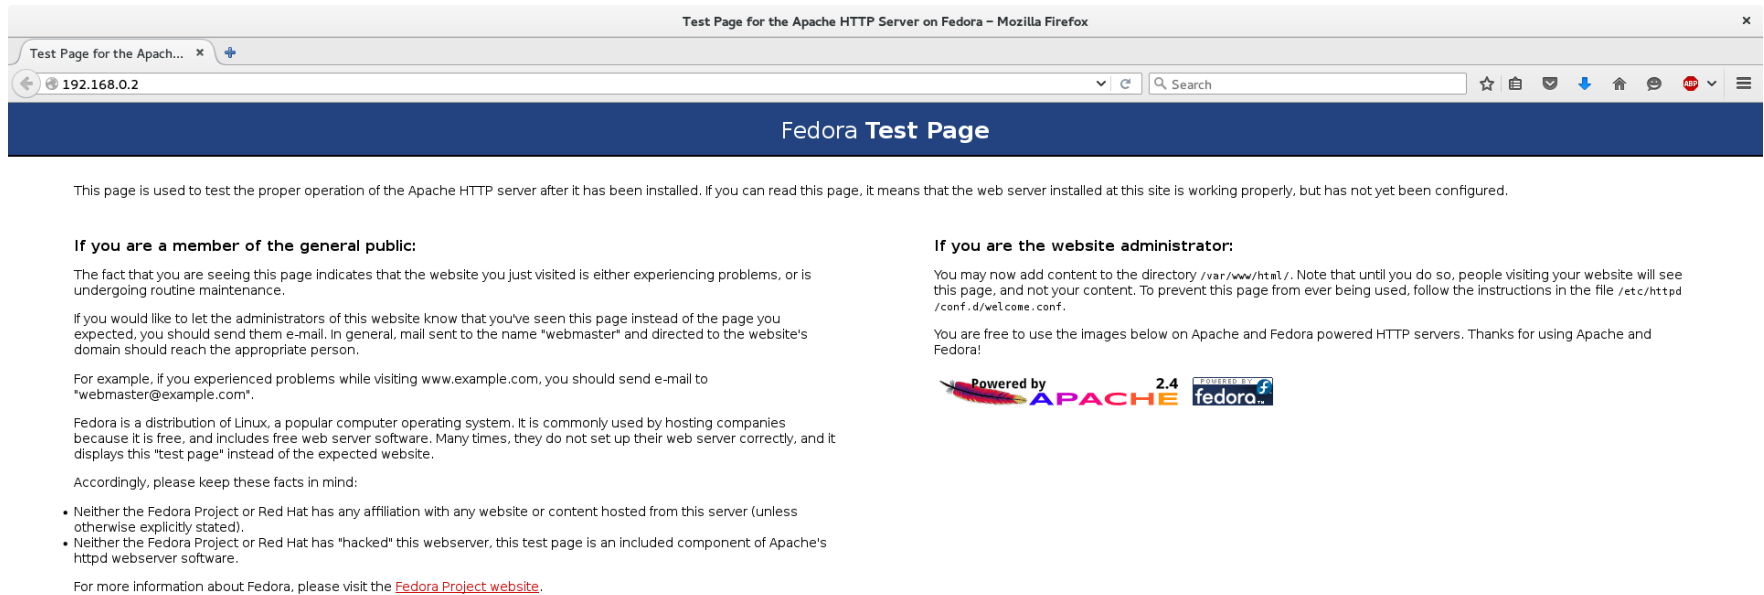 Test Page for the Apache HTTP Server on Fedora – Mozilla Firefox
Test Page for the Apach...
192.168.0.2
Search
ABP
Fedora Test Page
This page is used to test the proper operation of the Apache HTTP server after it has been installed. If you can read this page, it means that the web server installed at this site is working properly, but has not yet been configured.
If you are a member of the general public:
The fact that you are seeing this page indicates that the website you just visited is either experiencing problems, or is
undergoing routine maintenance.
If you would like to let the administrators of this website know that you've seen this page instead of the page you
expected, you should send them e-mail. In general, mail sent to the name "webmaster" and directed to the website's
domain should reach the appropriate person.
For example, if you experienced problems while visiting www.example.com, you should send e-mail to
"webmaster@example.com".
Fedora is a distribution of Linux, a popular computer operating system. It is commonly used by hosting companies
because it is free, and includes free web server software. Many times, they do not set up their web server correctly, and it
displays this "test page" instead of the expected website.
Accordingly, please keep these facts in mind:
• Neither the Fedora Project or Red Hat has any affiliation with any website or content hosted from this server (unless
otherwise explicitly stated).
• Neither the Fedora Project or Red Hat has "hacked" this webserver, this test page is an included component of Apache's
httpd webserver software.
For more information about Fedora, please visit the Fedora Project website.
If you are the website administrator:
You may now add content to the directory /var/www/html/. Note that until you do so, people visiting your website will see
this page, and not your content. To prevent this page from ever being used, follow the instructions in the file /etc/httpd
/conf.d/welcome.conf.
You are free to use the images below on Apache and Fedora powered HTTP servers. Thanks for using Apache and
Fedora!
Powered by 2.4
APACHE
POWERED BY
fedora™